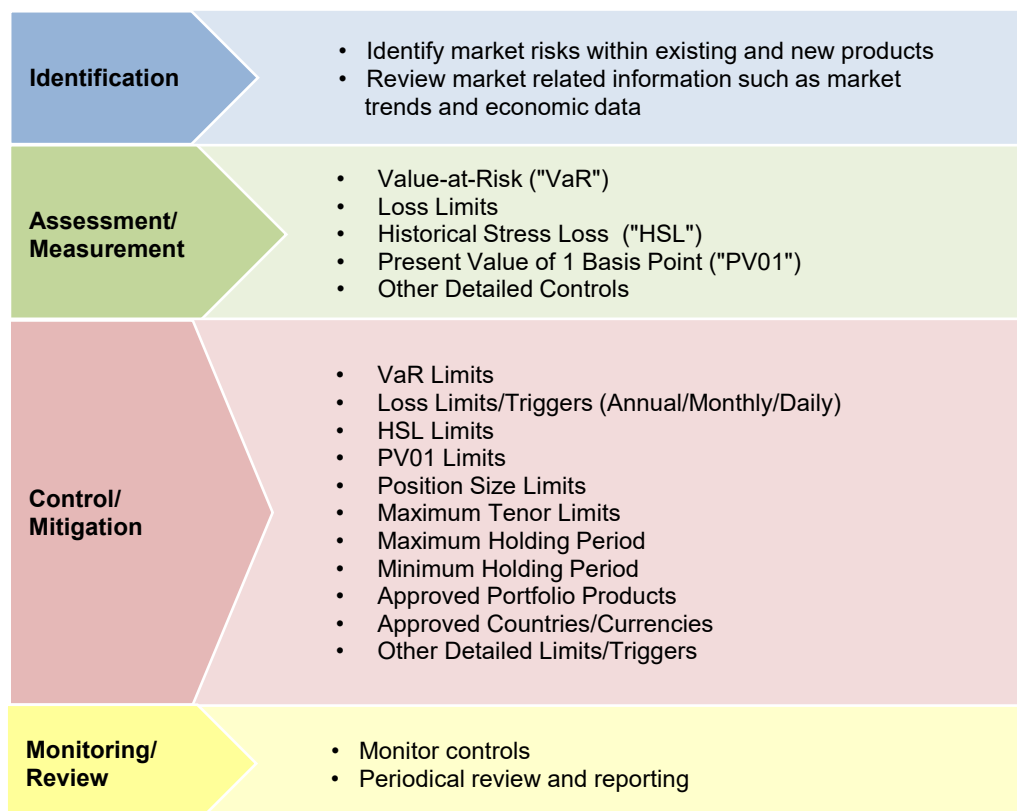 Identification
• Identify market risks within existing and new products
• Review market related information such as market
trends and economic data
Assessment/
Measurement
• Value-at-Risk ("VaR")
• Loss Limits
• Historical Stress Loss ("HSL")
• Present Value of 1 Basis Point ("PV01")
• Other Detailed Controls
Control/
Mitigation
• VaR Limits
• Loss Limits/Triggers (Annual/Monthly/Daily)
• HSL Limits
• PV01 Limits
• Position Size Limits
• Maximum Tenor Limits
• Maximum Holding Period
• Minimum Holding Period
• Approved Portfolio Products
• Approved Countries/Currencies
• Other Detailed Limits/Triggers
Monitoring/
Review
• Monitor controls
• Periodical review and reporting